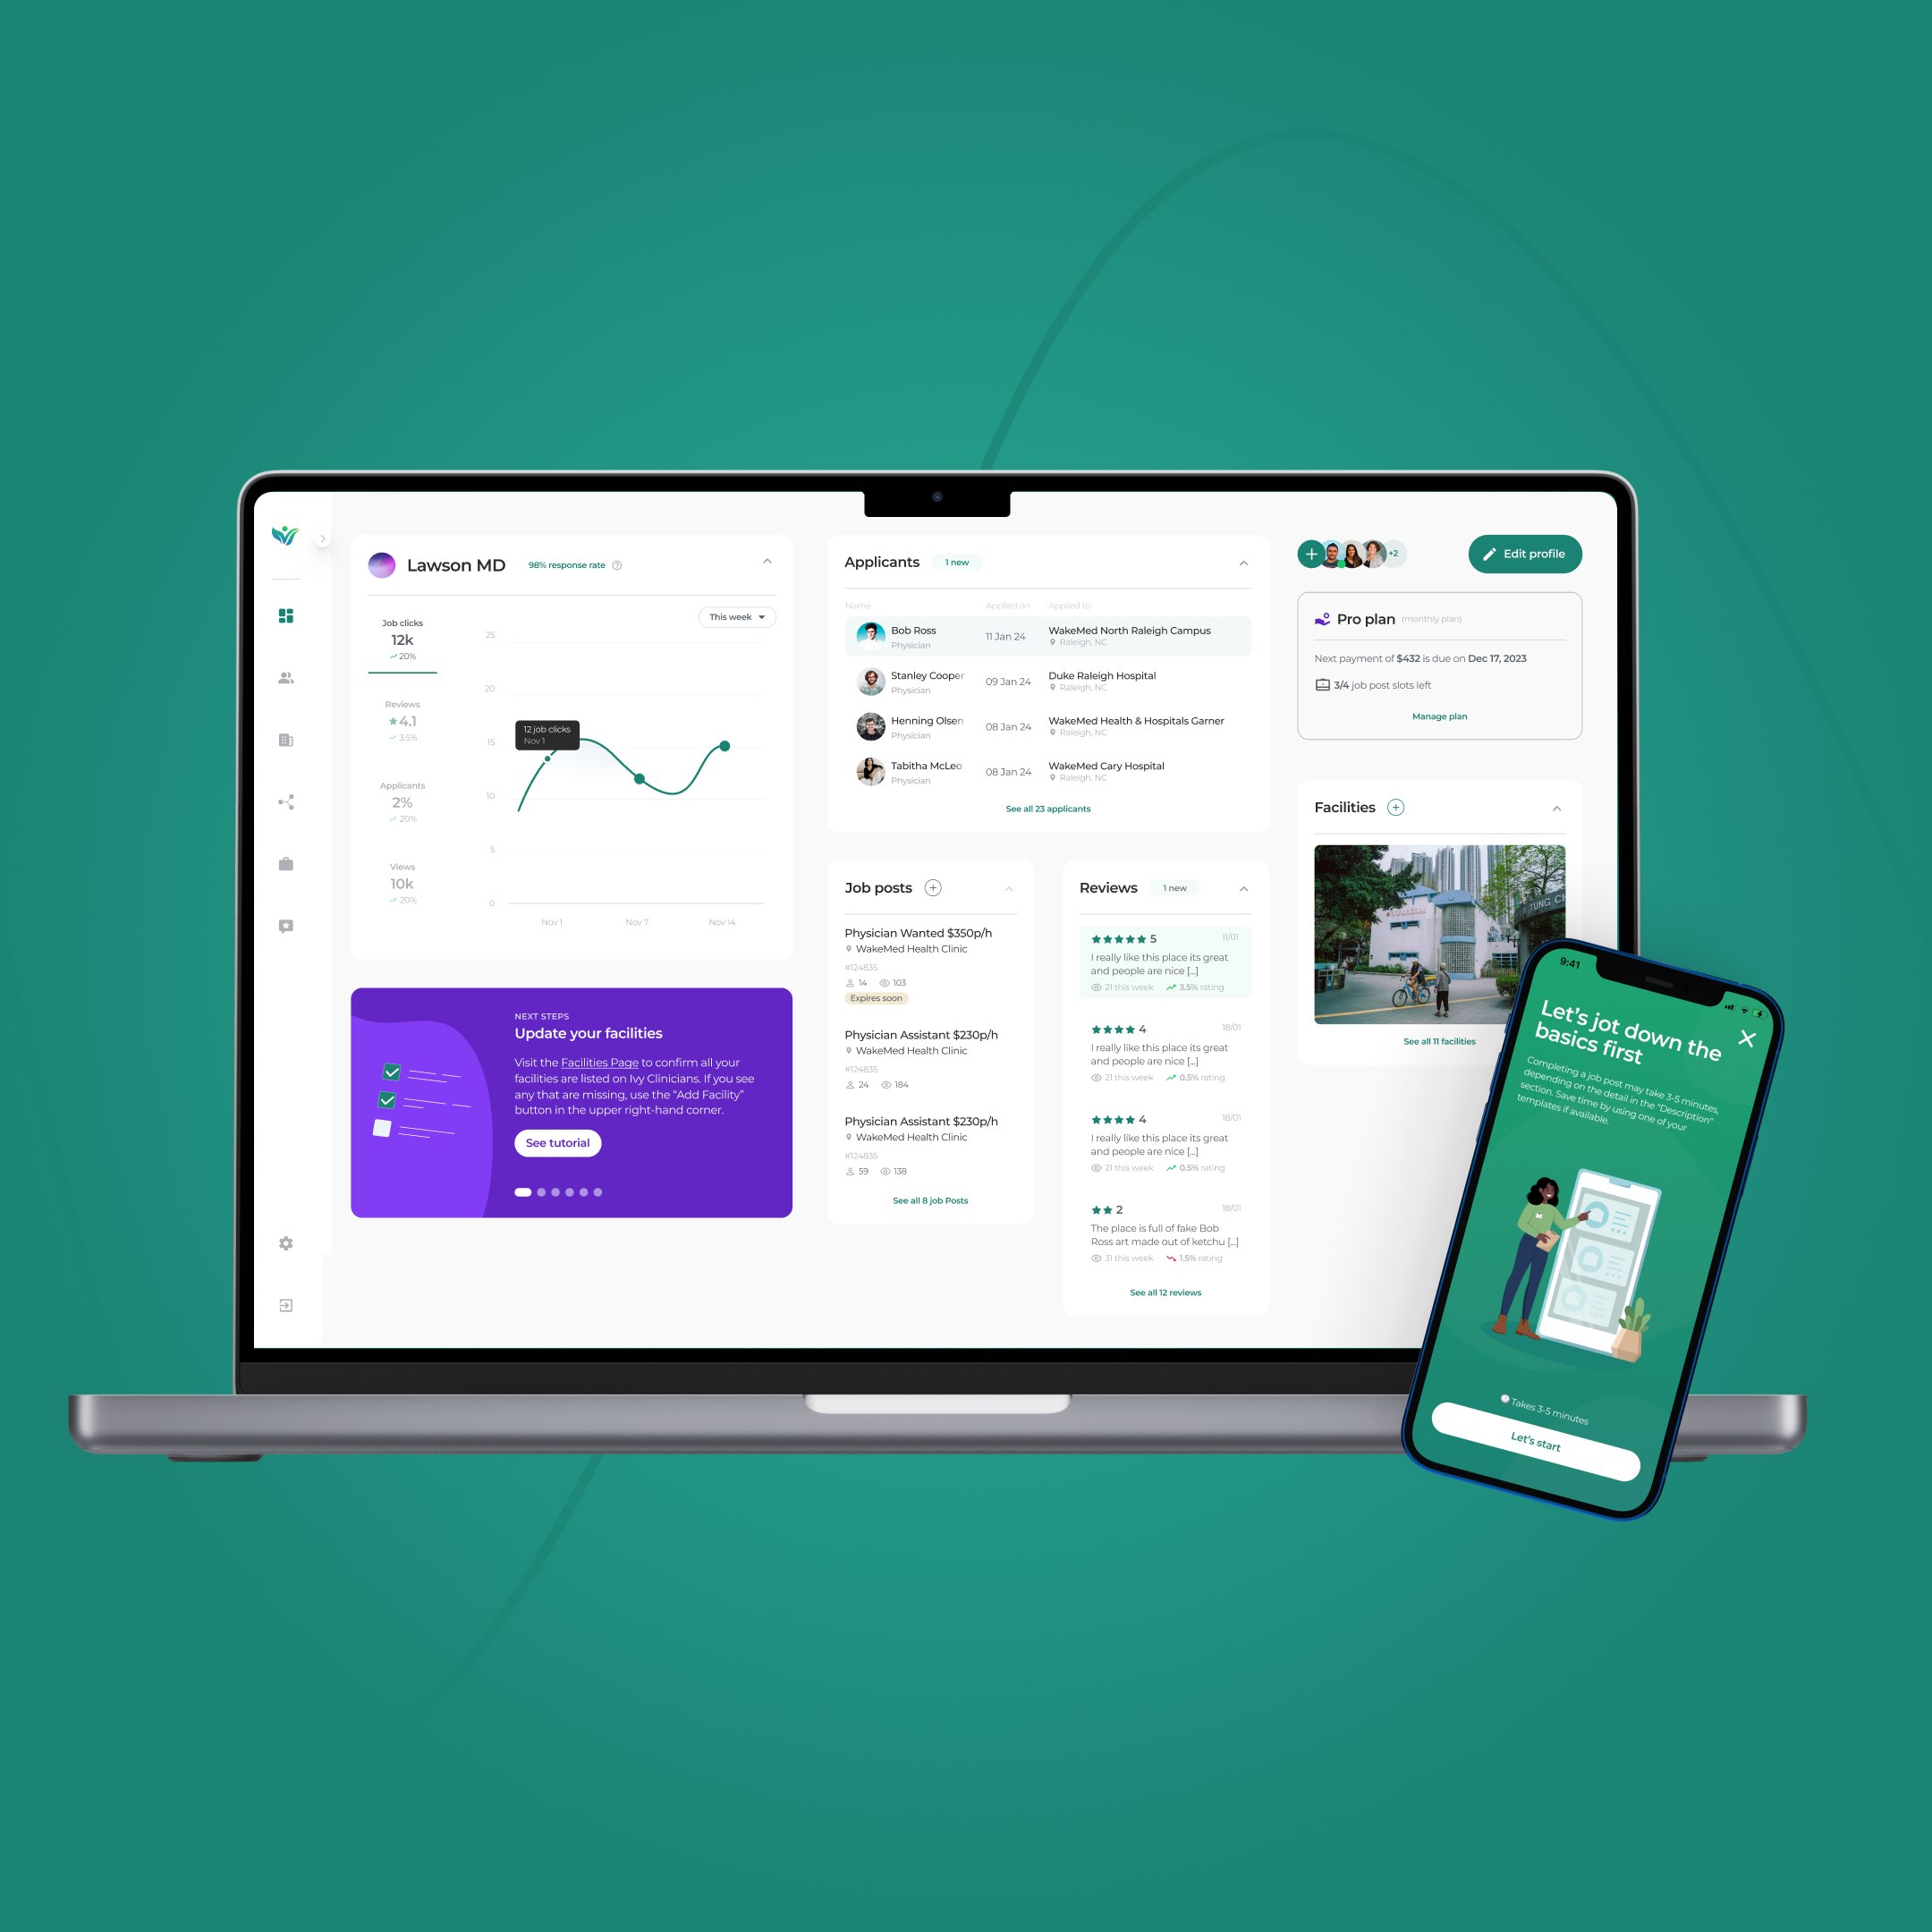 Lawson MD
98% response rate
This week
Job clicks
12k
20%
Reviews
4.1
3.5%
Applicants
2%
20%
Views
10k
20%
25
20
15
10
5
0
12 job clicks
Nov 1
Nov 1
Nov 7
Nov 14
NEXT STEPS
Update your facilities
Visit the Facilities Page to confirm all your
facilities are listed on Ivy Clinicians. If you see
any that are missing, use the “Add Facility”
button in the upper right-hand corner.
See tutorial
Applicants
1 new
Name Applied on Applied to
Bob Ross
Physician
11 Jan 24
WakeMed North Raleigh Campus
Raleigh, NC
Stanley Cooper
Physician
09 Jan 24
Duke Raleigh Hospital
Raleigh, NC
Henning Olsen
Physician
08 Jan 24
WakeMed Health & Hospitals Garner
Raleigh, NC
Tabitha McLeo
Physician
08 Jan 24
WakeMed Cary Hospital
Raleigh, NC
See all 23 applicants
Job posts
Physician Wanted $350p/h
WakeMed Health Clinic
#124835
14 103
Expires soon
Physician Assistant $230p/h
WakeMed Health Clinic
#124835
24 184
Physician Assistant $230p/h
WakeMed Health Clinic
#124835
59 138
See all 8 job Posts
Reviews
1 new
5 11/01
I really like this place its great
and people are nice [...]
21 this week 3.5% rating
4 18/01
I really like this place its great
and people are nice [...]
21 this week 0.5% rating
4 18/01
I really like this place its great
and people are nice [...]
21 this week 0.5% rating
2 18/01
The place is full of fake Bob
Ross art made out of ketchu [...]
31 this week 1.5% rating
See all 12 reviews
+2
Edit profile
Pro plan (monthly plan)
Next payment of $432 is due on Dec 17, 2023
3/4 job post slots left
Manage plan
Facilities
TUNG
See all 11 facilities
9:41
Let’s jot down the
basics first
Completing a job post may take 3-5 minutes,
depending on the detail in the “Description”
section. Save time by using one of your
templates if available.
Takes 3-5 minutes
Let’s start